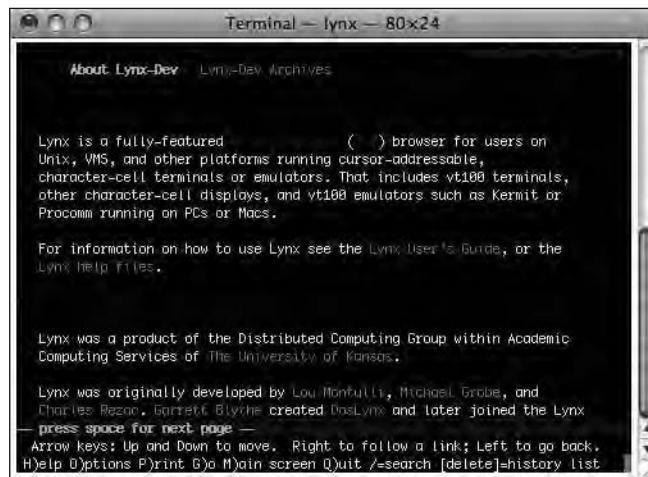 Terminal — lynx — 80×24
About Lynx-Dev Lynx-Dev Archives
Lynx is a fully-featured ( ) browser for users on
Unix, VMS, and other platforms running cursor-addressable,
character-cell terminals or emulators. That includes vt100 terminals,
other character-cell displays, and vt100 emulators such as Kermit or
Procomm running on PCs or Macs.
For information on how to use Lynx see the Lynx User's Guide, or the
Lynx help files.
Lynx was a product of the Distributed Computing Group within Academic
Computing Services of The University of Kansas.
Lynx was originally developed by Lou Montulli, Michael Grobe, and
Charles Rezac. Garrett Blythe created DosLynx and later joined the Lynx
— press space for next page —
Arrow keys: Up and Down to move. Right to follow a link; Left to go back.
H)elp O)ptions P)rint G)o M)ain screen Q)uit /=search [delete]=history list